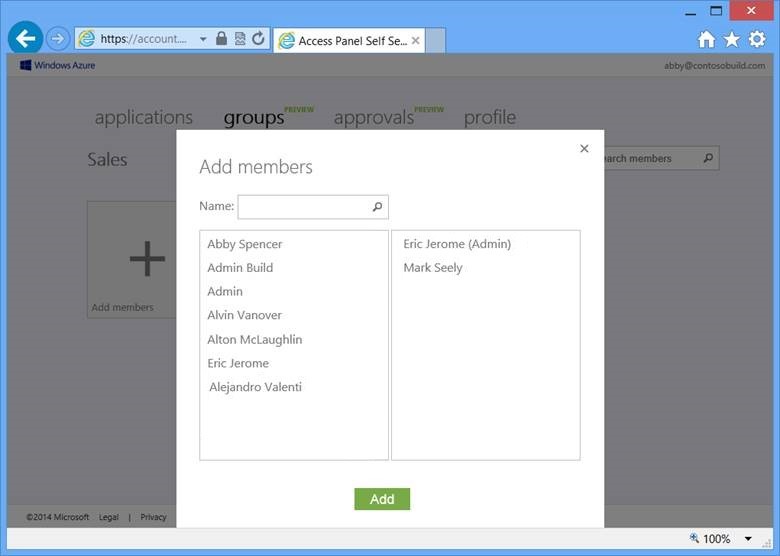 https://account....
Access Panel Self Se...
Windows Azure
abby@contosobuild.com
applications
groups
PREVIEW
approvals
PREVIEW
profile
Sales
earch members
Add members
Add members
Name:
Abby Spencer
Admin Build
Admin
Alvin Vanover
Alton McLaughlin
Eric Jerome
Alejandro Valenti
Eric Jerome (Admin)
Mark Seely
Add
©2014 Microsoft Legal | Privacy
100%